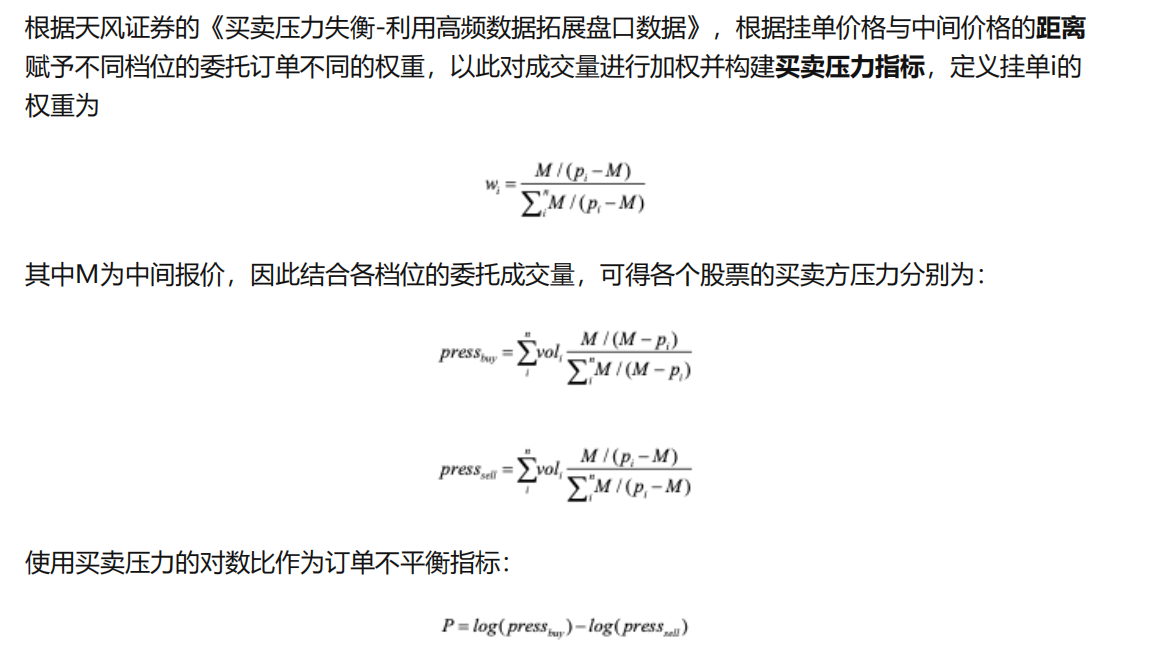 根据天风证券的《买卖压力失衡-利用高频数据拓展盘口数据》，根据挂单价格与中间价格的距离
赋予不同档位的委托订单不同的权重，以此对成交量进行加权并构建买卖压力指标，定义挂单i的
权重为
w_i = \frac{M / (p_i - M)}{\sum_i^n M / (p_i - M)}
其中M为中间报价，因此结合各档位的委托成交量，可得各个股票的买卖方压力分别为：
press_{buy} = \sum_i^n vol_i \frac{M / (M - p_i)}{\sum_i^n M / (M - p_i)}
press_{sell} = \sum_i^n vol_i \frac{M / (p_i - M)}{\sum_i^n M / (p_i - M)}
使用买卖压力的对数比作为订单不平衡指标：
P = log(press_{buy}) - log(press_{sell})